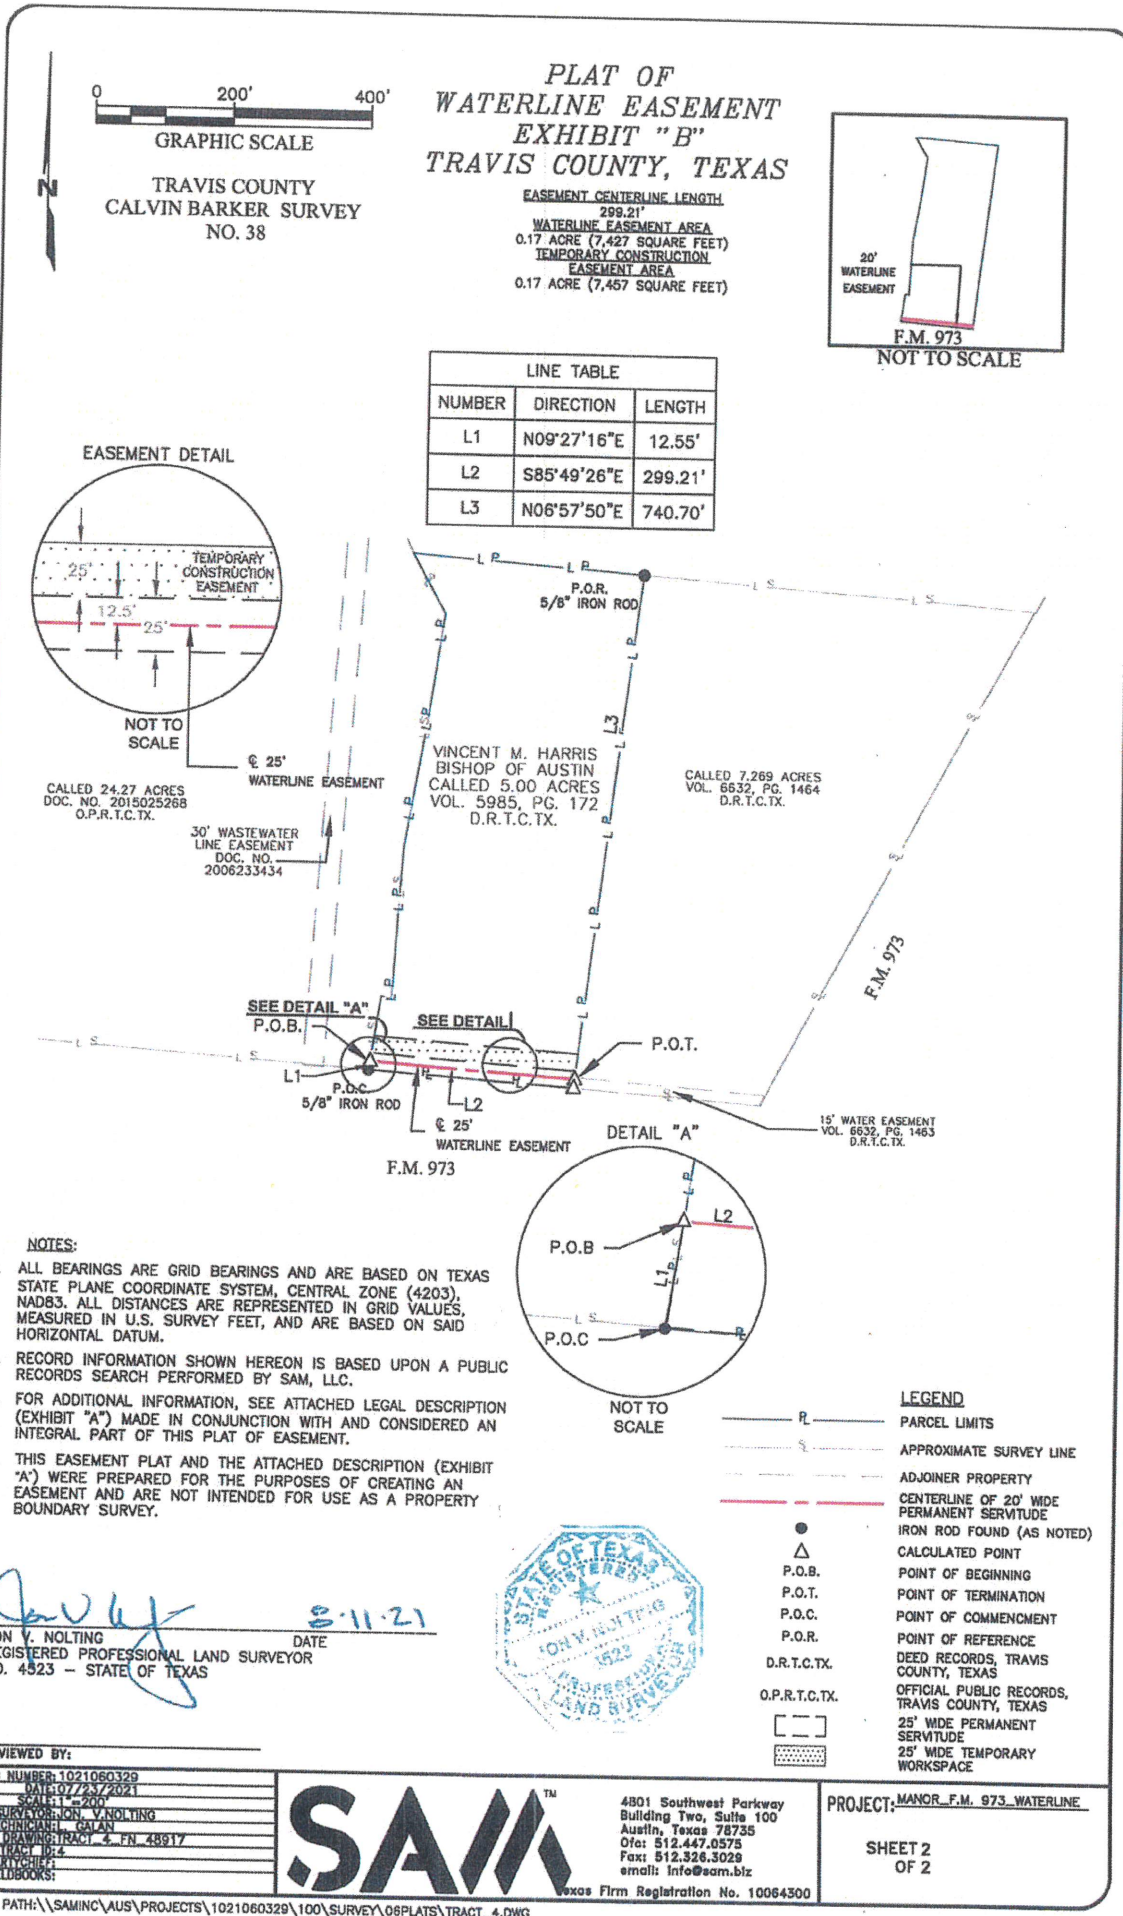 PLAT OF
WATERLINE EASEMENT
EXHIBIT "B"
TRAVIS COUNTY, TEXAS
EASEMENT CENTERLINE LENGTH
299.21'
WATERLINE EASEMENT AREA
0.17 ACRE (7,427 SQUARE FEET)
TEMPORARY CONSTRUCTION
EASEMENT AREA
0.17 ACRE (7,457 SQUARE FEET)
0 200' 400'
GRAPHIC SCALE
N
TRAVIS COUNTY
CALVIN BARKER SURVEY
NO. 38
20'
WATERLINE
EASEMENT
F.M. 973
NOT TO SCALE
LINE TABLE
NUMBER DIRECTION LENGTH
L1 N09°27'16"E 12.55'
L2 S85°49'26"E 299.21'
L3 N06°57'50"E 740.70'
EASEMENT DETAIL
25'
TEMPORARY
CONSTRUCTION
EASEMENT
12.5'
25'
NOT TO
SCALE
℄ 25'
WATERLINE EASEMENT
P.O.R.
5/8" IRON ROD
L3
VINCENT M. HARRIS
BISHOP OF AUSTIN
CALLED 5.00 ACRES
VOL. 5985, PG. 172
D.R.T.C.TX.
CALLED 7.269 ACRES
VOL. 6632, PG. 1464
D.R.T.C.TX.
CALLED 24.27 ACRES
DOC. NO. 2015025268
O.P.R.T.C.TX.
30' WASTEWATER
LINE EASEMENT
DOC. NO.
2006233434
F.M. 973
SEE DETAIL "A"
P.O.B.
SEE DETAIL
P.O.T.
L1
P.O.C
5/8" IRON ROD
L2
℄ 25'
WATERLINE EASEMENT
F.M. 973
15' WATER EASEMENT
VOL. 6632, PG. 1463
D.R.T.C.TX.
DETAIL "A"
L2
P.O.B
L1
P.O.C
NOT TO
SCALE
NOTES:
ALL BEARINGS ARE GRID BEARINGS AND ARE BASED ON TEXAS
STATE PLANE COORDINATE SYSTEM, CENTRAL ZONE (4203),
NAD83. ALL DISTANCES ARE REPRESENTED IN GRID VALUES,
MEASURED IN U.S. SURVEY FEET, AND ARE BASED ON SAID
HORIZONTAL DATUM.
RECORD INFORMATION SHOWN HEREON IS BASED UPON A PUBLIC
RECORDS SEARCH PERFORMED BY SAM, LLC.
FOR ADDITIONAL INFORMATION, SEE ATTACHED LEGAL DESCRIPTION
(EXHIBIT "A") MADE IN CONJUNCTION WITH AND CONSIDERED AN
INTEGRAL PART OF THIS PLAT OF EASEMENT.
THIS EASEMENT PLAT AND THE ATTACHED DESCRIPTION (EXHIBIT
"A") WERE PREPARED FOR THE PURPOSES OF CREATING AN
EASEMENT AND ARE NOT INTENDED FOR USE AS A PROPERTY
BOUNDARY SURVEY.
LEGEND
PARCEL LIMITS
APPROXIMATE SURVEY LINE
ADJOINER PROPERTY
CENTERLINE OF 20' WIDE
PERMANENT SERVITUDE
IRON ROD FOUND (AS NOTED)
CALCULATED POINT
P.O.B. POINT OF BEGINNING
P.O.T. POINT OF TERMINATION
P.O.C. POINT OF COMMENCMENT
P.O.R. POINT OF REFERENCE
D.R.T.C.TX. DEED RECORDS, TRAVIS
COUNTY, TEXAS
O.P.R.T.C.TX. OFFICIAL PUBLIC RECORDS,
TRAVIS COUNTY, TEXAS
25' WIDE PERMANENT
SERVITUDE
25' WIDE TEMPORARY
WORKSPACE
8-11-21
ON V. NOLTING DATE
EGISTERED PROFESSIONAL LAND SURVEYOR
O. 4523 – STATE OF TEXAS
STATE OF TEXAS
REGISTERED
JON V. NOLTING
4523
PROFESSIONAL
LAND SURVEYOR
VIEWED BY:
NUMBER: 1021060329
DATE: 07/23/2021
SCALE: 1"=200'
SURVEYOR: JON. V.NOLTING
CHNICIAN: L. GALAN
DRAWING: TRACT_4_FN_48917
TRACT ID: 4
RTYCHIEF:
LDBOOKS:
SAM™
4801 Southwest Parkway
Building Two, Suite 100
Austin, Texas 78735
Ofc: 512.447.0575
Fax: 512.326.3029
email: info@sam.biz
exas Firm Registration No. 10064300
PROJECT: MANOR_F.M. 973_WATERLINE
SHEET 2
OF 2
PATH:\\SAMINC\AUS\PROJECTS\1021060329\100\SURVEY\06PLATS\TRACT_4.DWG